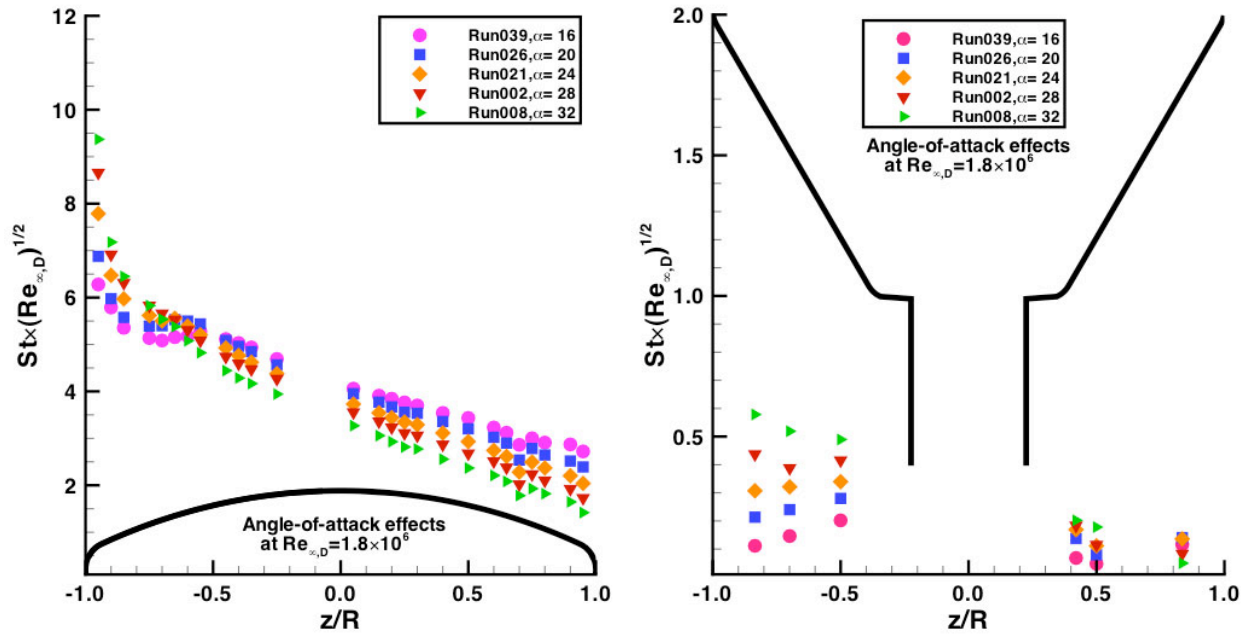 12
10
8
6
4
2
St×(Re∞,D)1/2
Run039,α= 16
Run026,α= 20
Run021,α= 24
Run002,α= 28
Run008,α= 32
Angle-of-attack effects
at Re∞,D=1.8×10⁶
-1.0 -0.5 0.0 0.5 1.0
z/R
2.0
1.5
1.0
0.5
St×(Re∞,D)1/2
Run039,α= 16
Run026,α= 20
Run021,α= 24
Run002,α= 28
Run008,α= 32
Angle-of-attack effects
at Re∞,D=1.8×10⁶
-1.0 -0.5 0.0 0.5 1.0
z/R